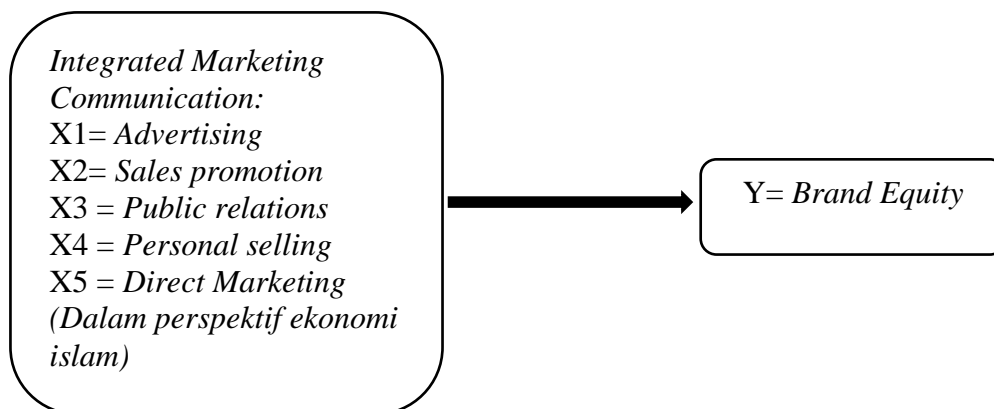 Integrated Marketing
Communication:
X1= Advertising
X2= Sales promotion
X3 = Public relations
X4 = Personal selling
X5 = Direct Marketing
(Dalam perspektif ekonomi
islam)
Y= Brand Equity